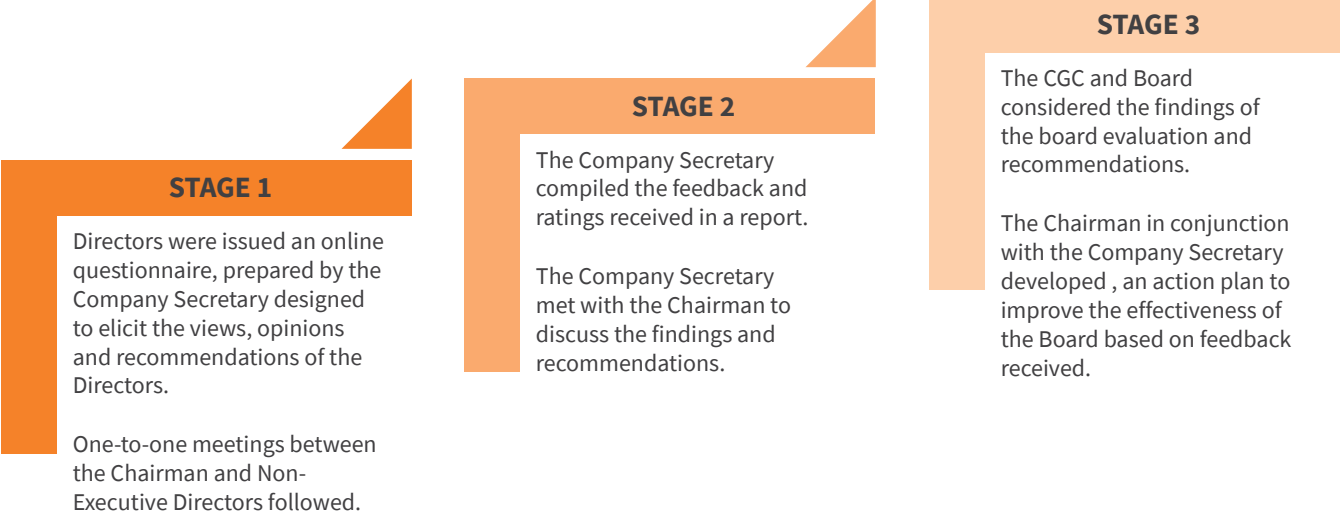 STAGE 1
Directors were issued an online
questionnaire, prepared by the
Company Secretary designed
to elicit the views, opinions
and recommendations of the
Directors.
One-to-one meetings between
the Chairman and Non-
Executive Directors followed.
STAGE 2
The Company Secretary
compiled the feedback and
ratings received in a report.
The Company Secretary
met with the Chairman to
discuss the findings and
recommendations.
STAGE 3
The CGC and Board
considered the findings of
the board evaluation and
recommendations.
The Chairman in conjunction
with the Company Secretary
developed , an action plan to
improve the effectiveness of
the Board based on feedback
received.